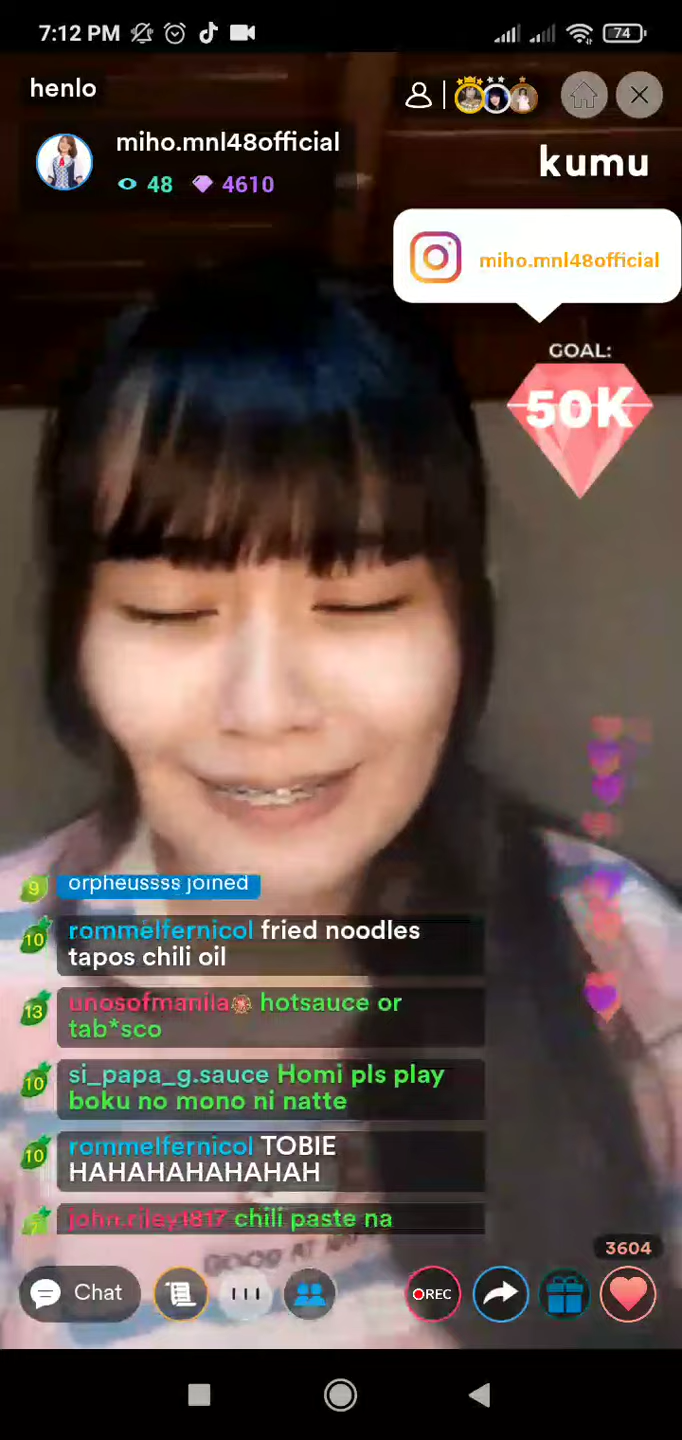 7:12 PM
74
henlo
miho.mnl48official
48 4610
kumu
miho.mnl48official
GOAL:
50K
9 orpheussss joined
10 rommelfernicol fried noodles
tapos chili oil
13 unosofmanila hotsauce or
tab*sco
10 si_papa_g.sauce Homi pls play
boku no mono ni natte
10 rommelfernicol TOBIE
HAHAHAHAHAHAH
john.riley1817 chili paste na
GOOD AT
3604
Chat
REC